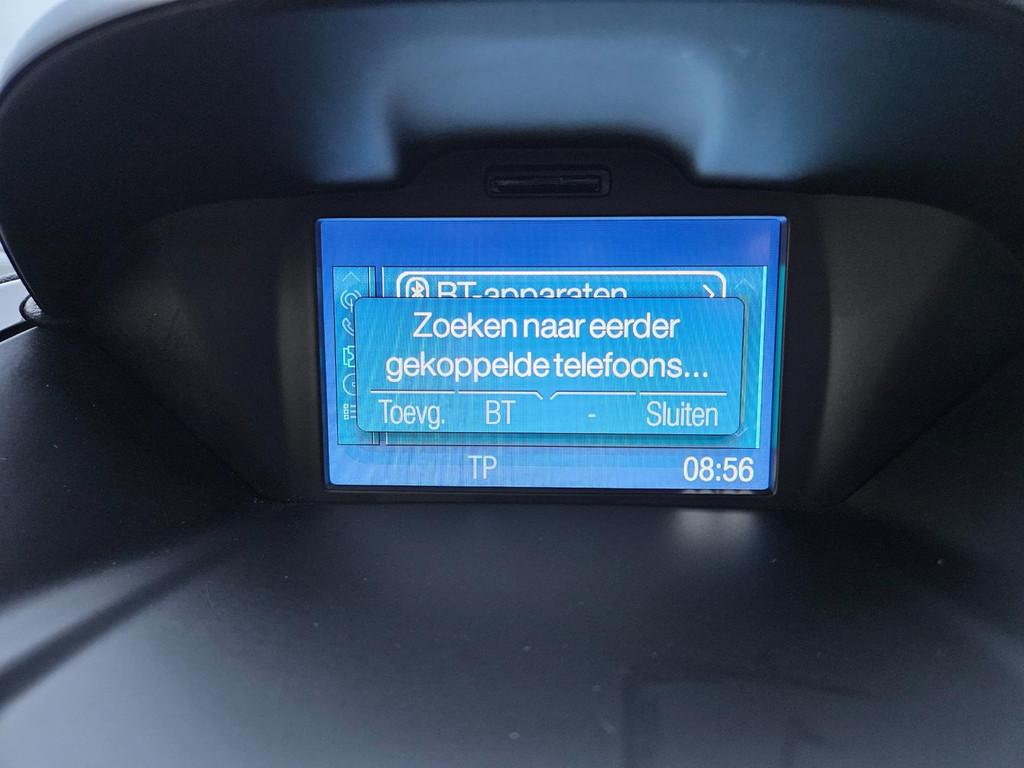 BT-apparaten
Zoeken naar eerder
gekoppelde telefoons...
Toevg. BT - Sluiten
TP 08:56